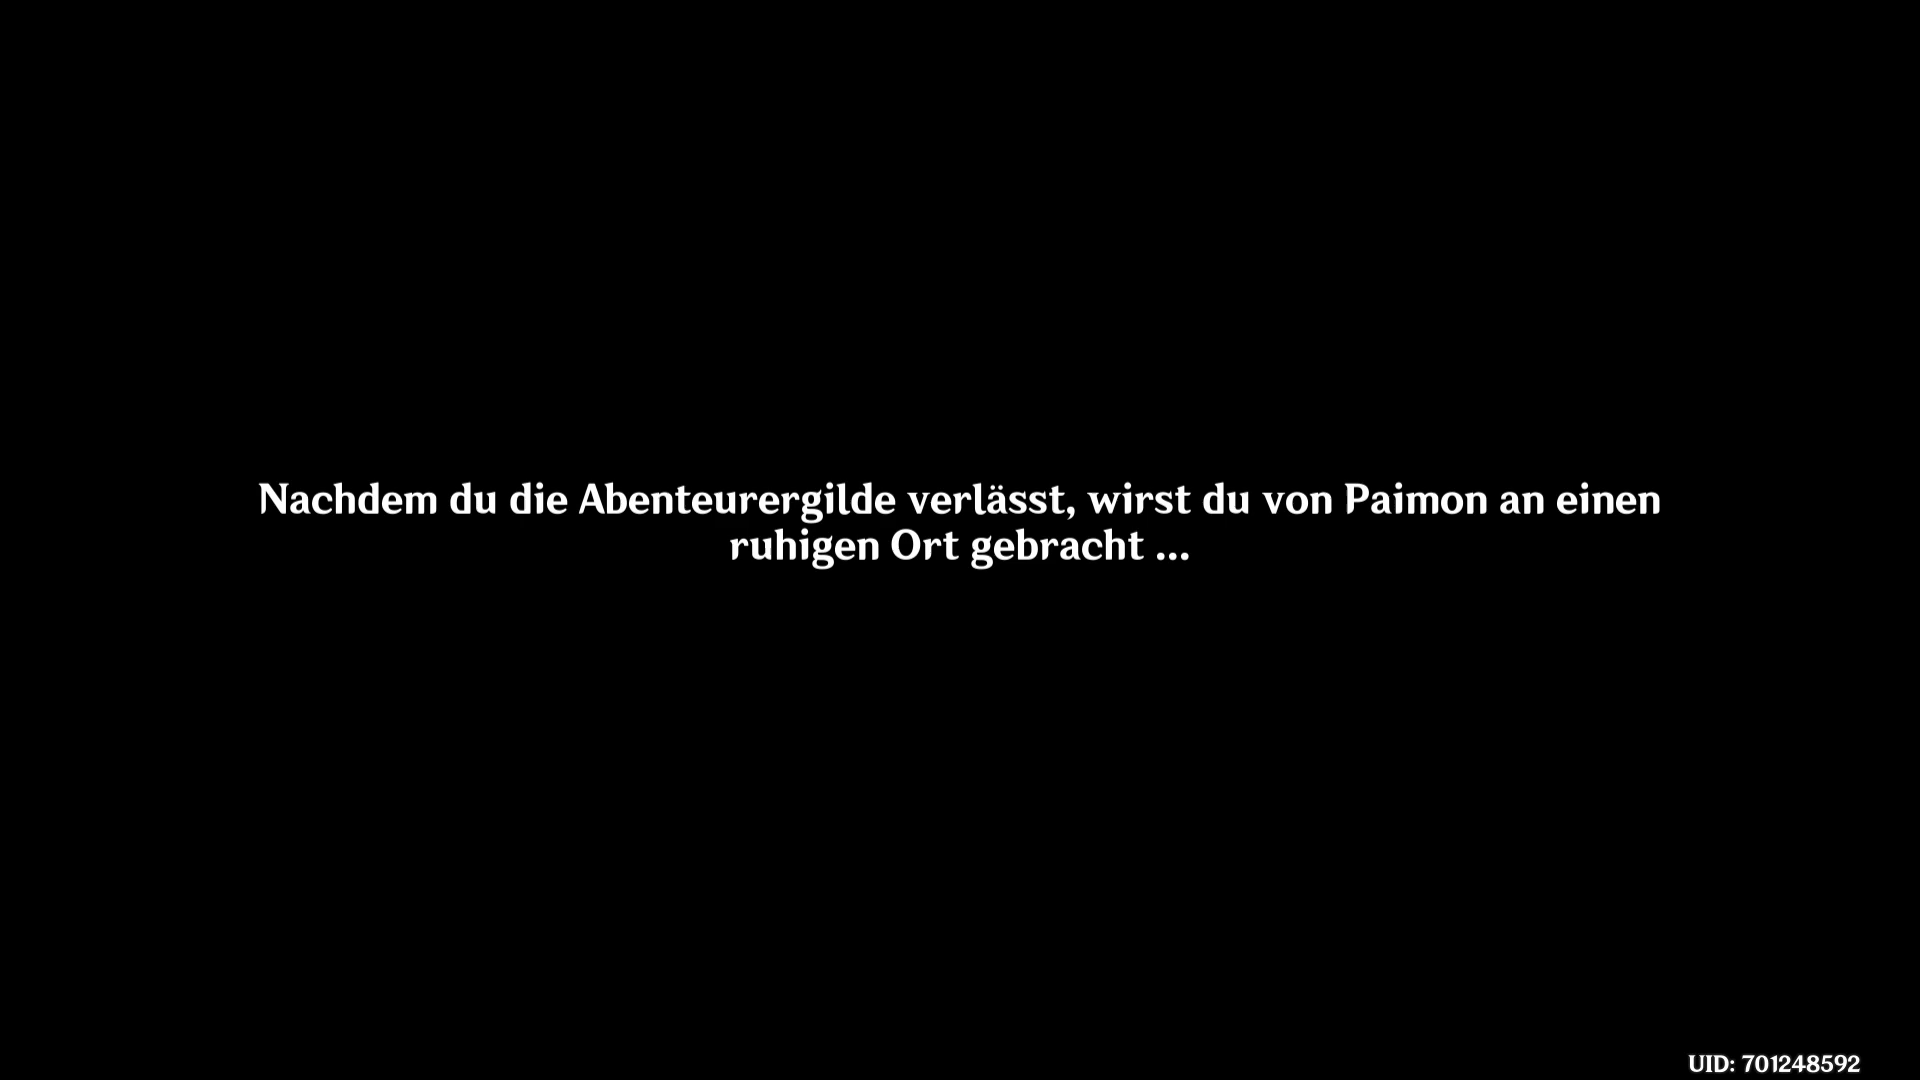 Nachdem du die Abenteurergilde verlässt, wirst du von Paimon an einen
ruhigen Ort gebracht ...
UID: 701248592